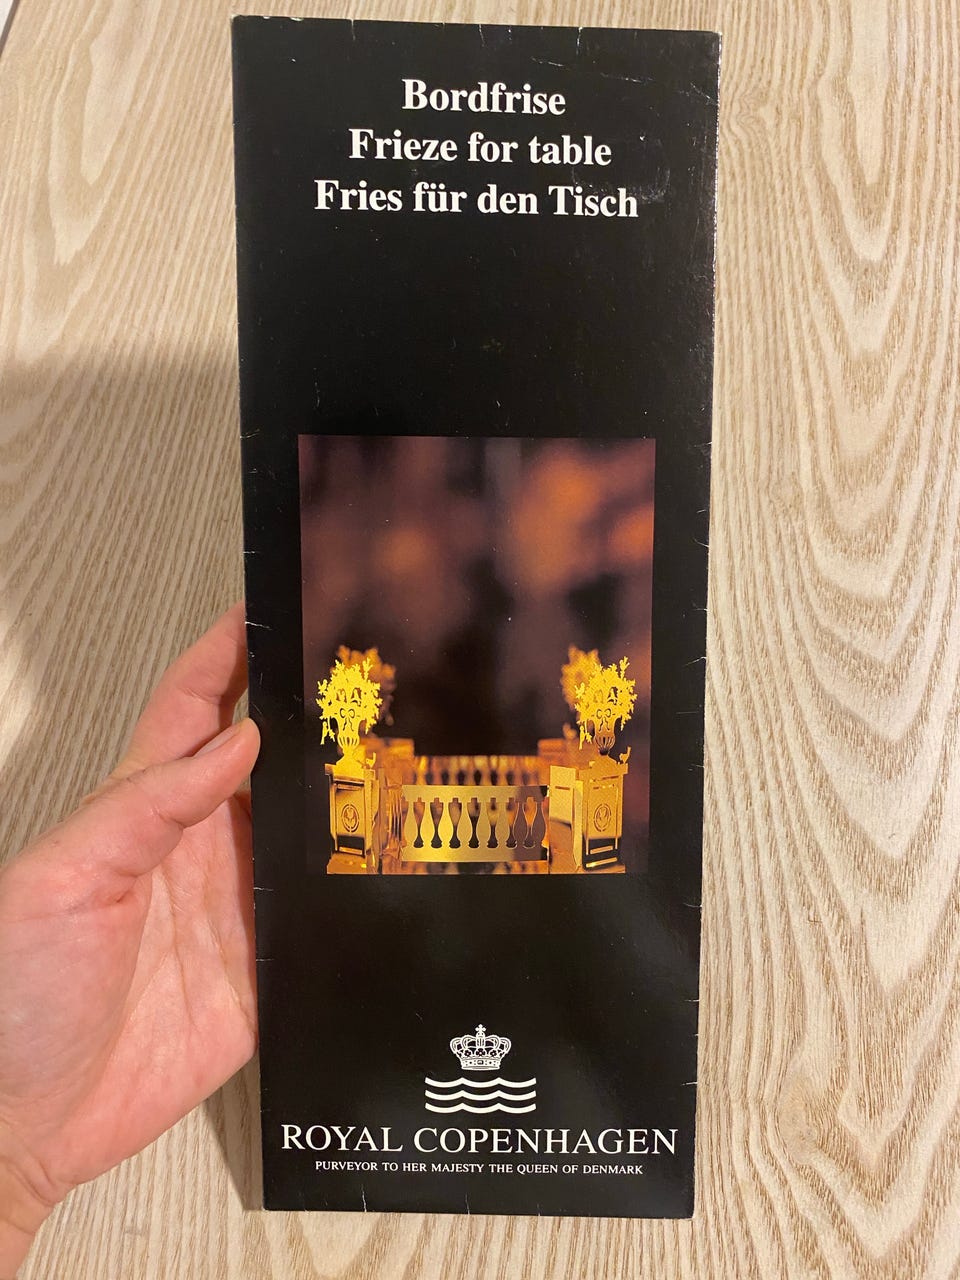 Bordfrise
Frieze for table
Fries für den Tisch
ROYAL COPENHAGEN
PURVEYOR TO HER MAJESTY THE QUEEN OF DENMARK